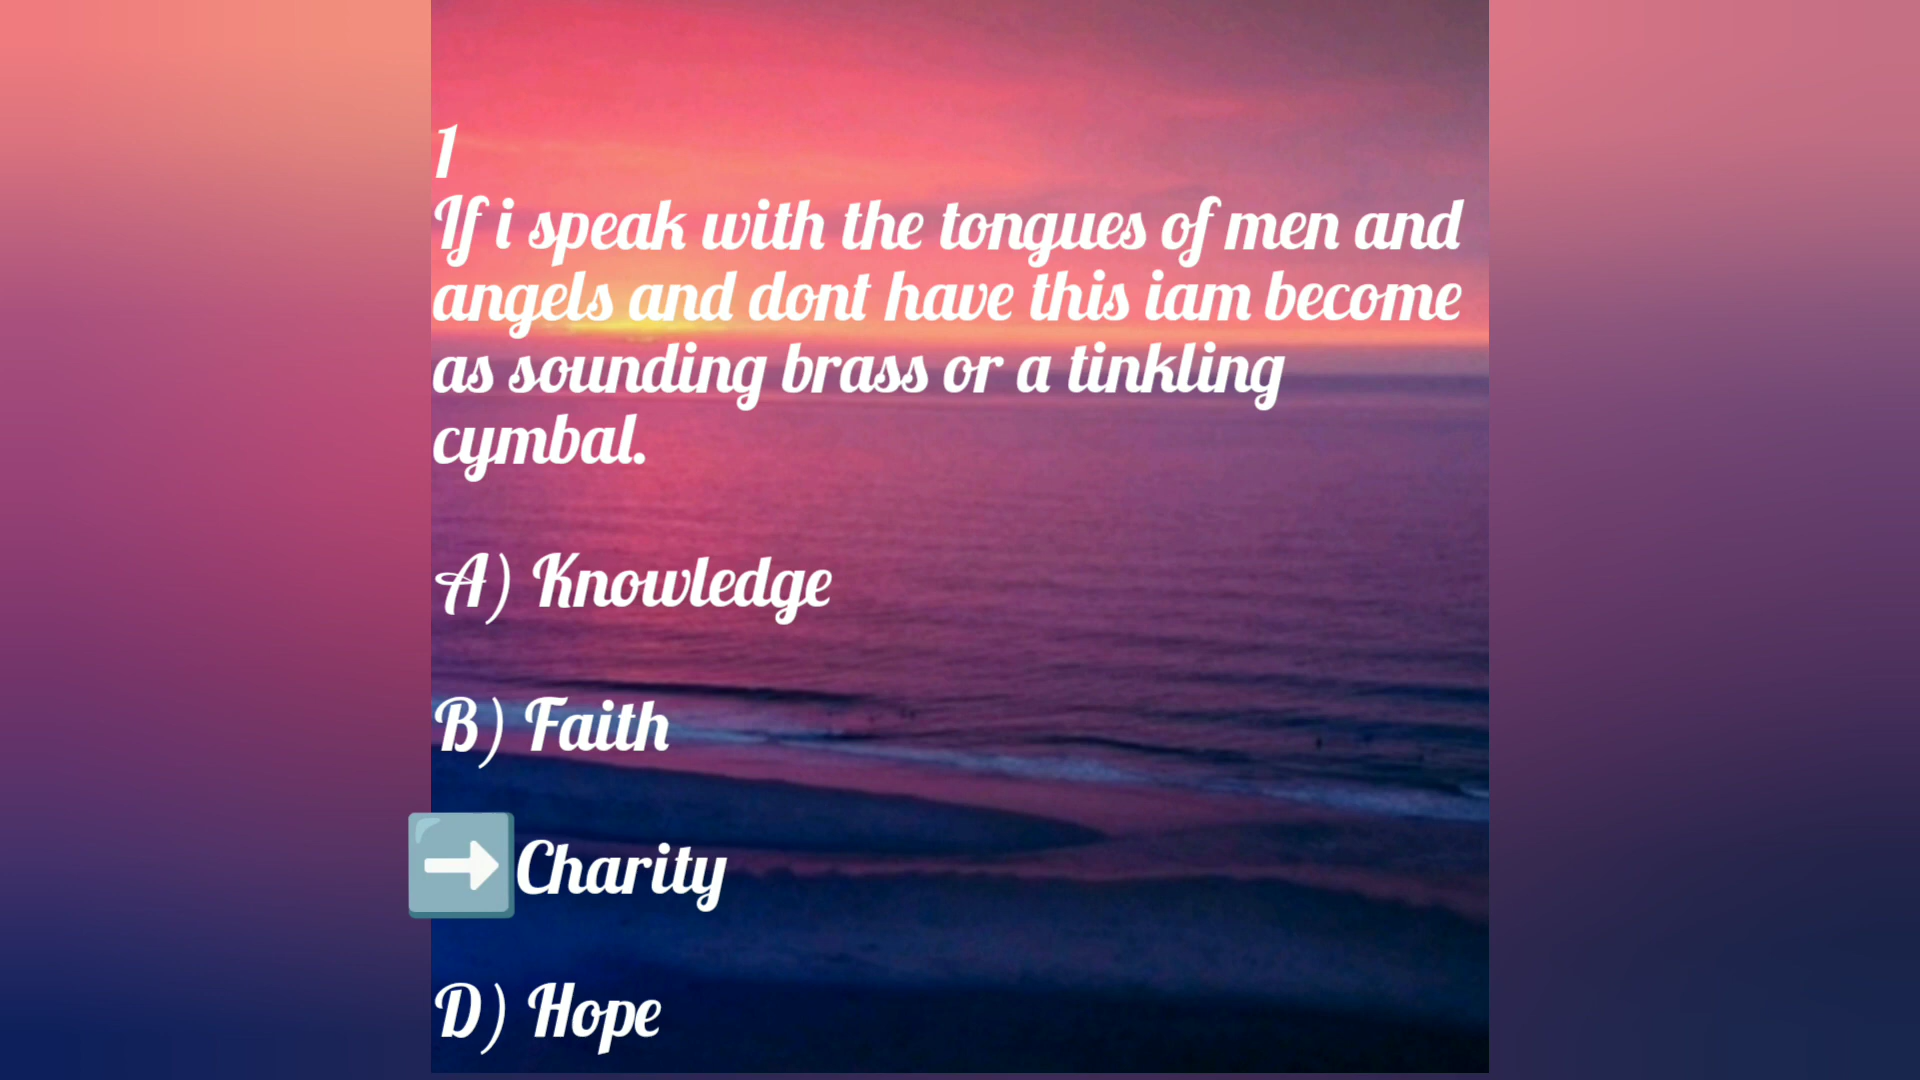 1
If i speak with the tongues of men and
angels and dont have this iam become
as sounding brass or a tinkling
cymbal.
A) Knowledge
B) Faith
➡️Charity
D) Hope